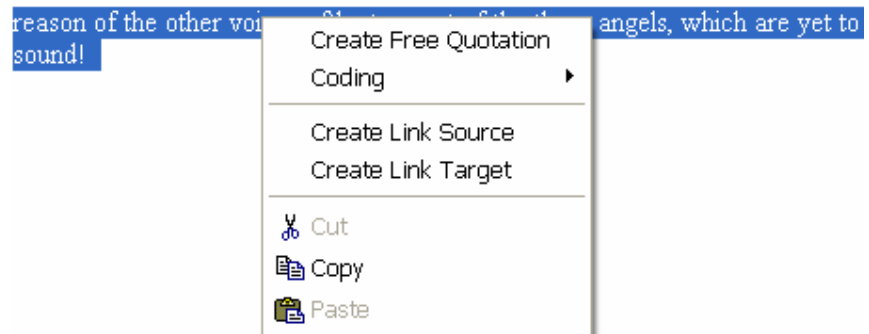 reason of the other voi angels, which are yet to
sound!
Create Free Quotation
Coding
Create Link Source
Create Link Target
Cut
Copy
Paste